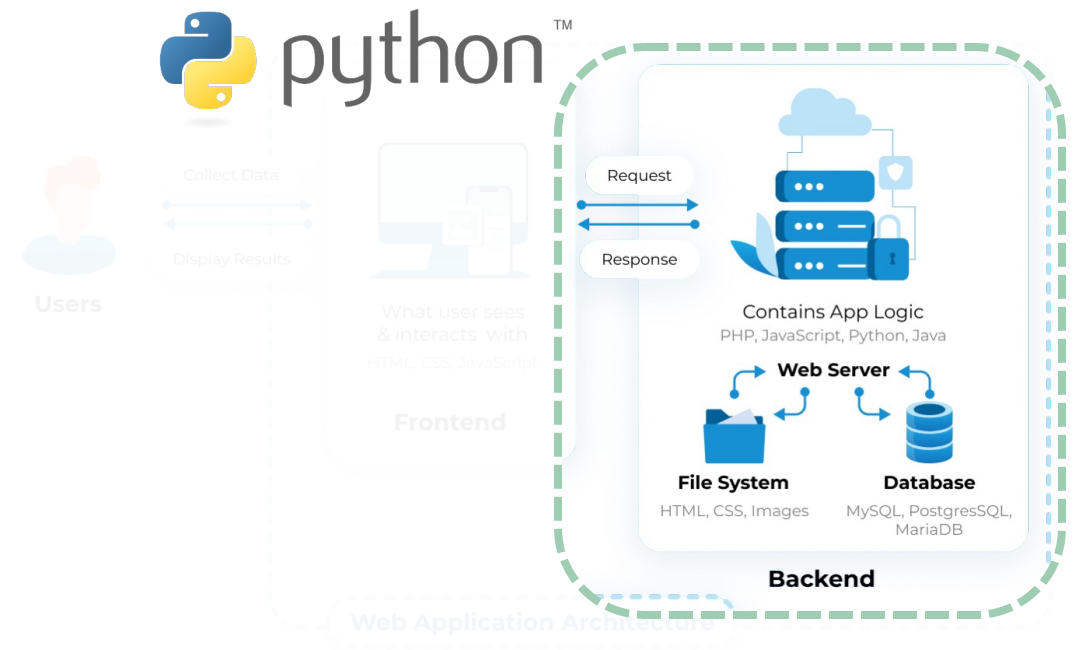 python™
Collect Data
Display Results
Users
What user sees
& interacts with
HTML, CSS, JavaScript
Frontend
Request
Response
Contains App Logic
PHP, JavaScript, Python, Java
Web Server
File System
HTML, CSS, Images
Database
MySQL, PostgresSQL,
MariaDB
Backend
Web Application Architecture